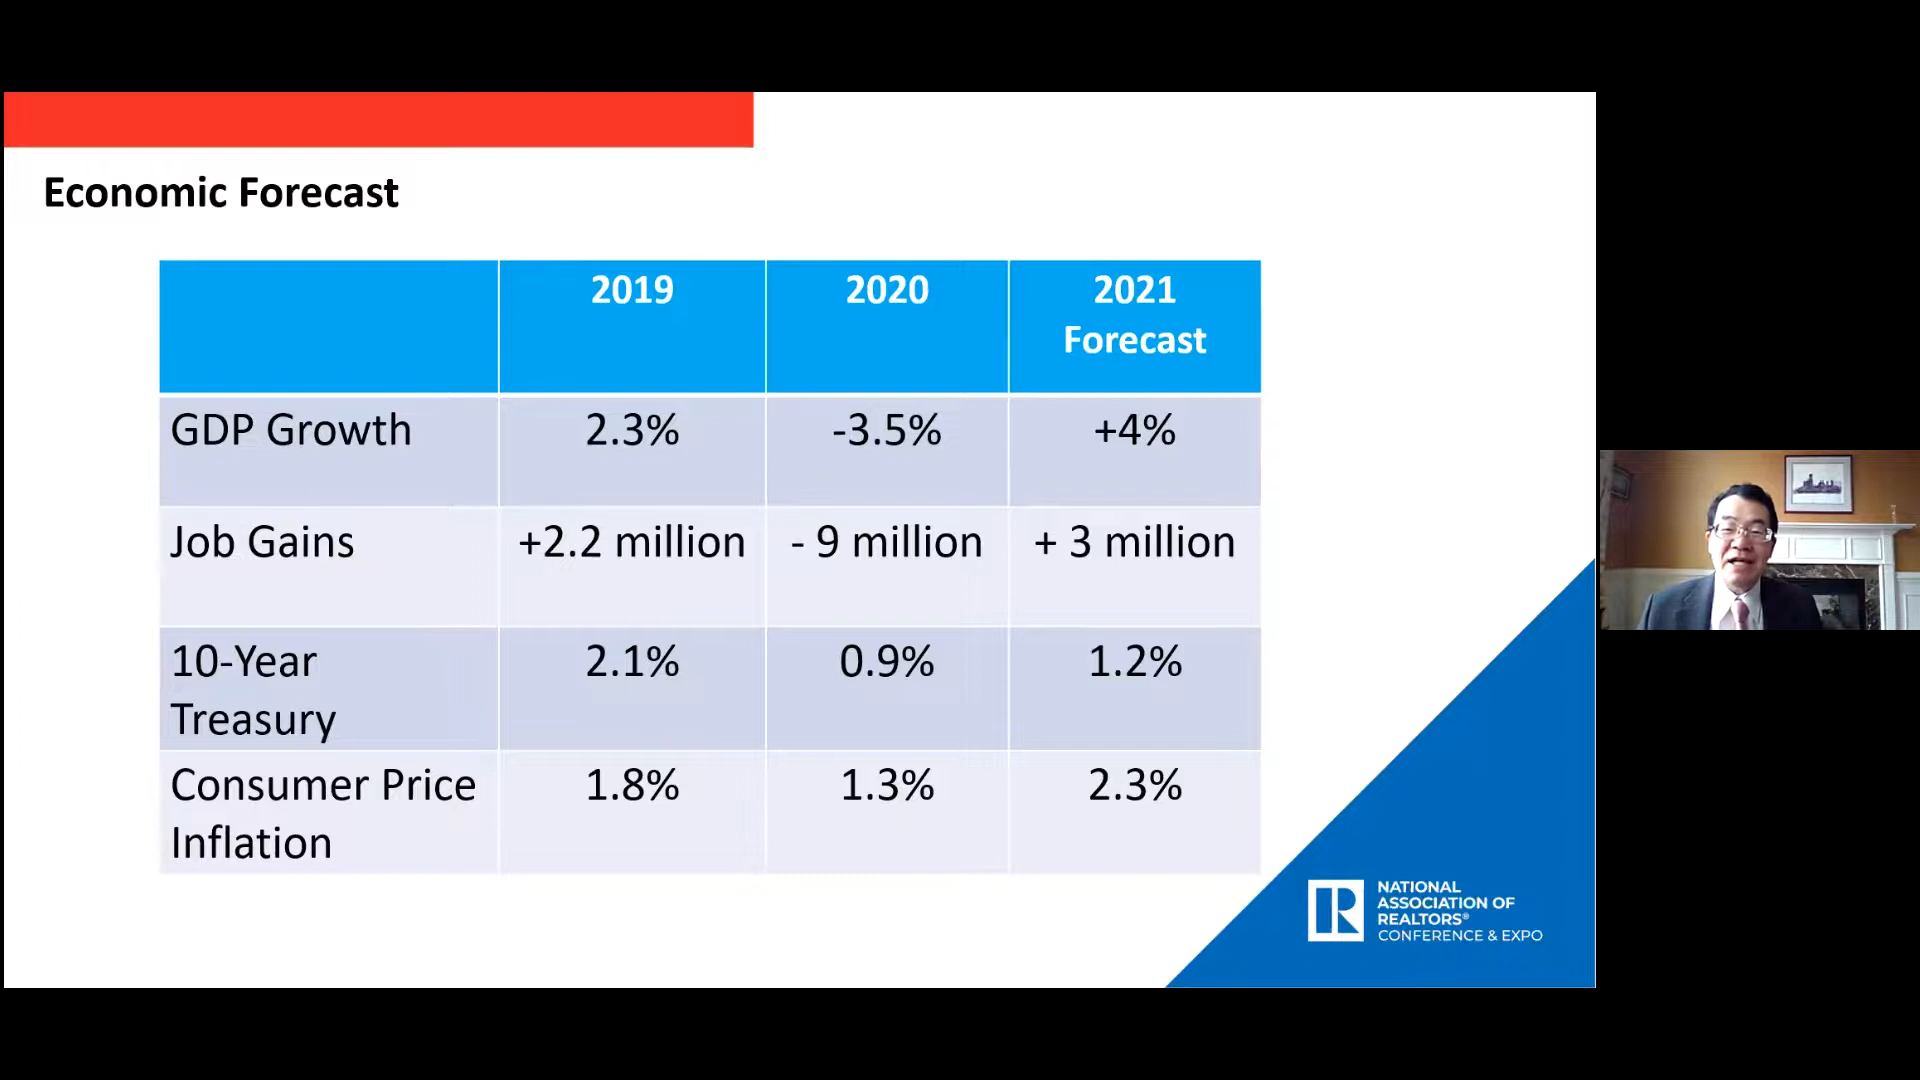 Economic Forecast
2019 2020 2021
Forecast
GDP Growth 2.3% -3.5% +4%
Job Gains +2.2 million - 9 million + 3 million
10-Year 2.1% 0.9% 1.2%
Treasury
Consumer Price 1.8% 1.3% 2.3%
Inflation
NATIONAL
ASSOCIATION OF
REALTORS®
CONFERENCE & EXPO